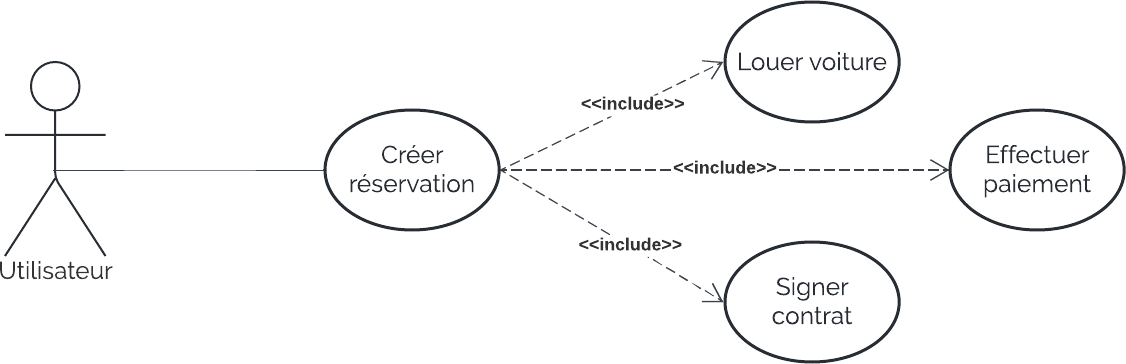 Louer voiture
<<include>>
Créer
réservation
<<include>>
Effectuer
paiement
<<include>>
Utilisateur
Signer
contrat